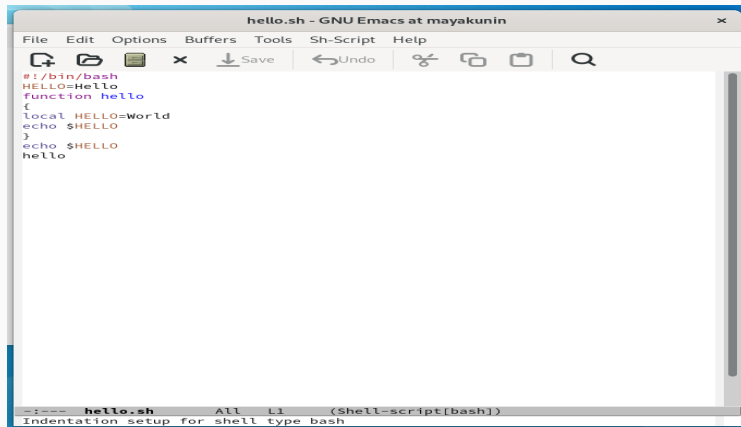 hello.sh - GNU Emacs at mayakunin ×
File Edit Options Buffers Tools Sh-Script Help
Save Undo
#!/bin/bash
HELLO=Hello
function hello
{
local HELLO=World
echo $HELLO
}
echo $HELLO
hello
-:--- hello.sh All L1 (Shell-script[bash])
Indentation setup for shell type bash